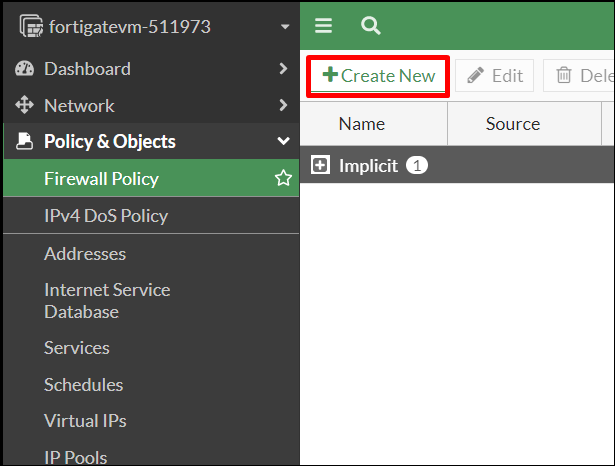 fortigatevm-511973
Dashboard
Network
Policy & Objects
Firewall Policy
IPv4 DoS Policy
Addresses
Internet Service
Database
Services
Schedules
Virtual IPs
IP Pools
+Create New Edit Dele
Name Source
Implicit 1